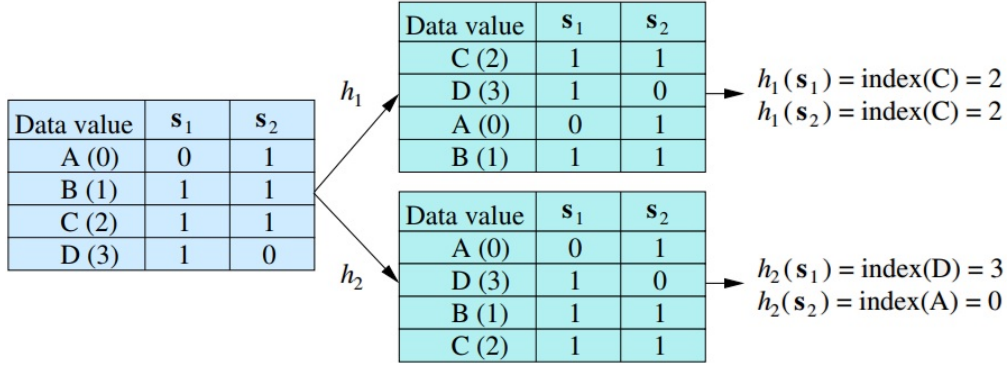 Data value s1 s2
A (0) 0 1
B (1) 1 1
C (2) 1 1
D (3) 1 0
h1
Data value s1 s2
C (2) 1 1
D (3) 1 0
A (0) 0 1
B (1) 1 1
h1(s1) = index(C) = 2
h1(s2) = index(C) = 2
h2
Data value s1 s2
A (0) 0 1
D (3) 1 0
B (1) 1 1
C (2) 1 1
h2(s1) = index(D) = 3
h2(s2) = index(A) = 0